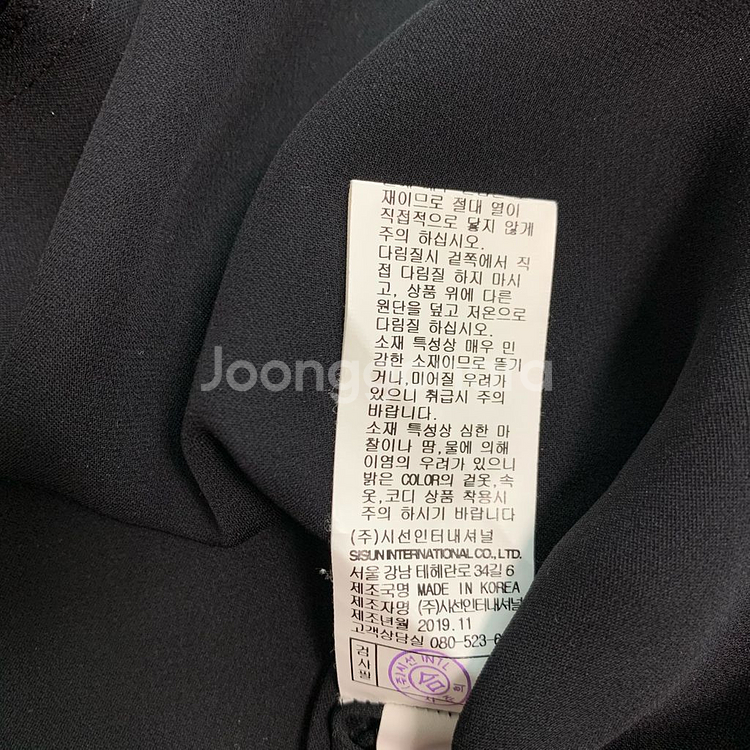 재이므로 절대 열이
직접적으로 닿지 않게
주의 하십시오.
다림질시 겉쪽에서 직
접 다림질 하지 마시
고, 상품 위에 다른
원단을 덮고 저온으로
다림질 하십시오.
소재 특성상 매우 민
감한 소재이므로 뜯기
거나,미어질 우려가
있으니 취급시 주의
바랍니다.
소재 특성상 심한 마
찰이나 땀,물에 의해
이염의 우려가 있으니
밝은 COLOR의 겉옷,속
옷,코디 상품 착용시
주의 하시기 바랍니다
(주)시선인터내셔널
SISUN INTERNATIONAL CO., LTD.
서울 강남 테헤란로 34길 6
제조국명 MADE IN KOREA
제조자명 (주)시선인터내셔널
제조년월 2019.11
고객상담실 080-523-6
검사필
(주)시선 INTL
Joonggonara